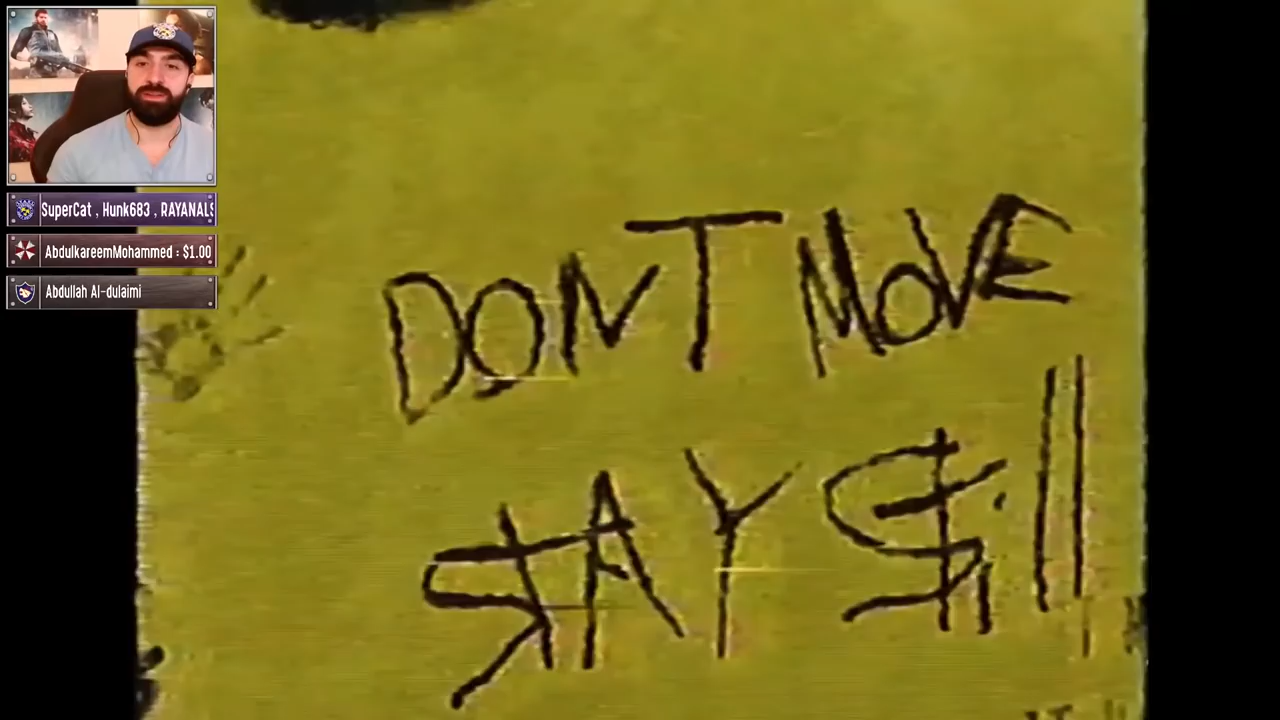 SuperCat , Hunk683 , RAYANALS
AbdulkareemMohammed : $1.00
Abdullah Al-dulaimi
DONT MOVE
STAY STill